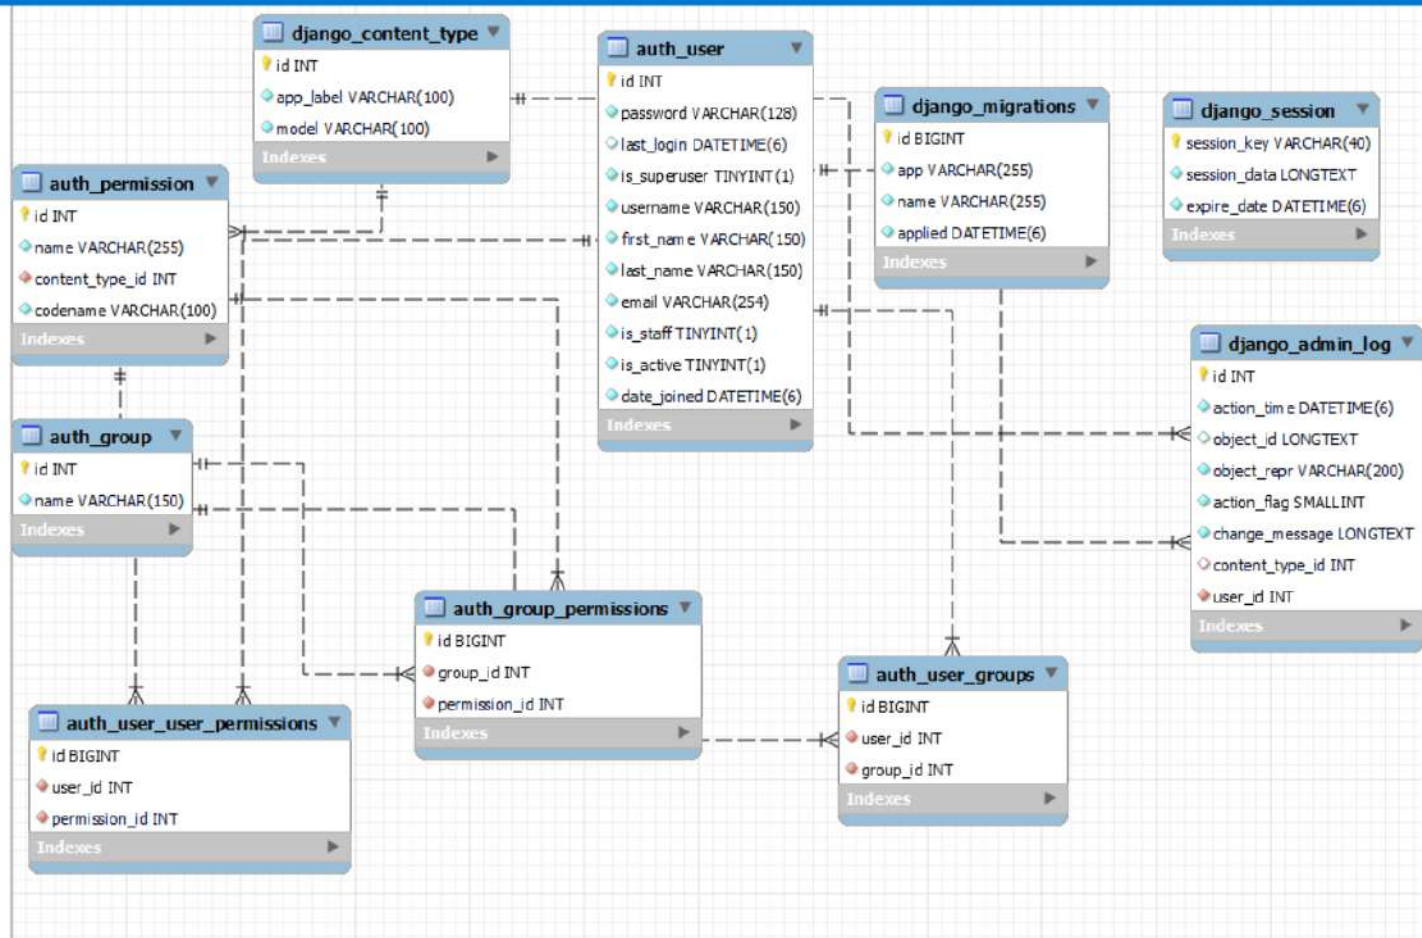 django_content_type
id INT
app_label VARCHAR(100)
model VARCHAR(100)
Indexes
auth_user
id INT
password VARCHAR(128)
last_login DATETIME(6)
is_superuser TINYINT(1)
username VARCHAR(150)
first_name VARCHAR(150)
last_name VARCHAR(150)
email VARCHAR(254)
is_staff TINYINT(1)
is_active TINYINT(1)
date_joined DATETIME(6)
Indexes
django_migrations
id BIGINT
app VARCHAR(255)
name VARCHAR(255)
applied DATETIME(6)
Indexes
django_session
session_key VARCHAR(40)
session_data LONGTEXT
expire_date DATETIME(6)
Indexes
auth_permission
id INT
name VARCHAR(255)
content_type_id INT
codename VARCHAR(100)
Indexes
django_admin_log
id INT
action_time DATETIME(6)
object_id LONGTEXT
object_repr VARCHAR(200)
action_flag SMALLINT
change_message LONGTEXT
content_type_id INT
user_id INT
Indexes
auth_group
id INT
name VARCHAR(150)
Indexes
auth_group_permissions
id BIGINT
group_id INT
permission_id INT
Indexes
auth_user_groups
id BIGINT
user_id INT
group_id INT
Indexes
auth_user_user_permissions
id BIGINT
user_id INT
permission_id INT
Indexes